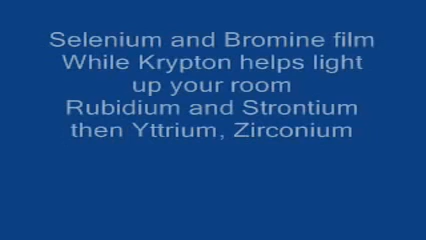 Selenium and Bromine film
While Krypton helps light
up your room
Rubidium and Strontium
then Yttrium, Zirconium